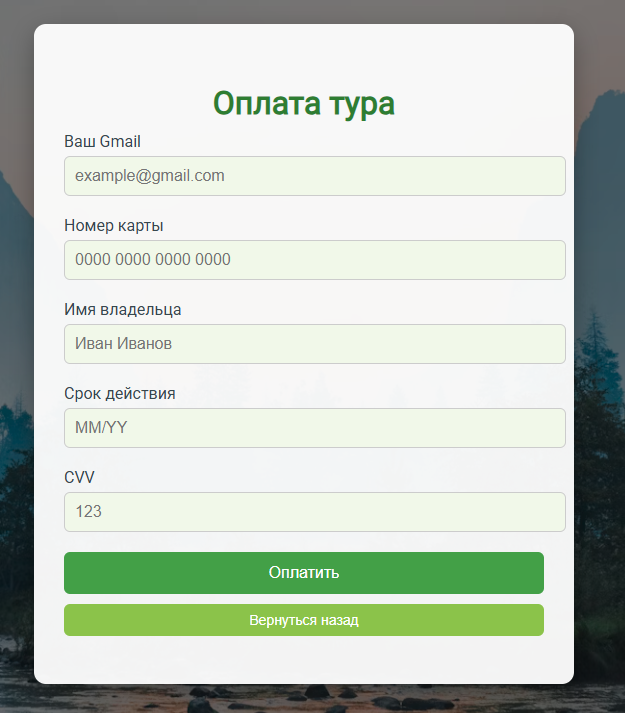 Оплата тура
Ваш Gmail
example@gmail.com
Номер карты
0000 0000 0000 0000
Имя владельца
Иван Иванов
Срок действия
MM/YY
CVV
123
Оплатить
Вернуться назад